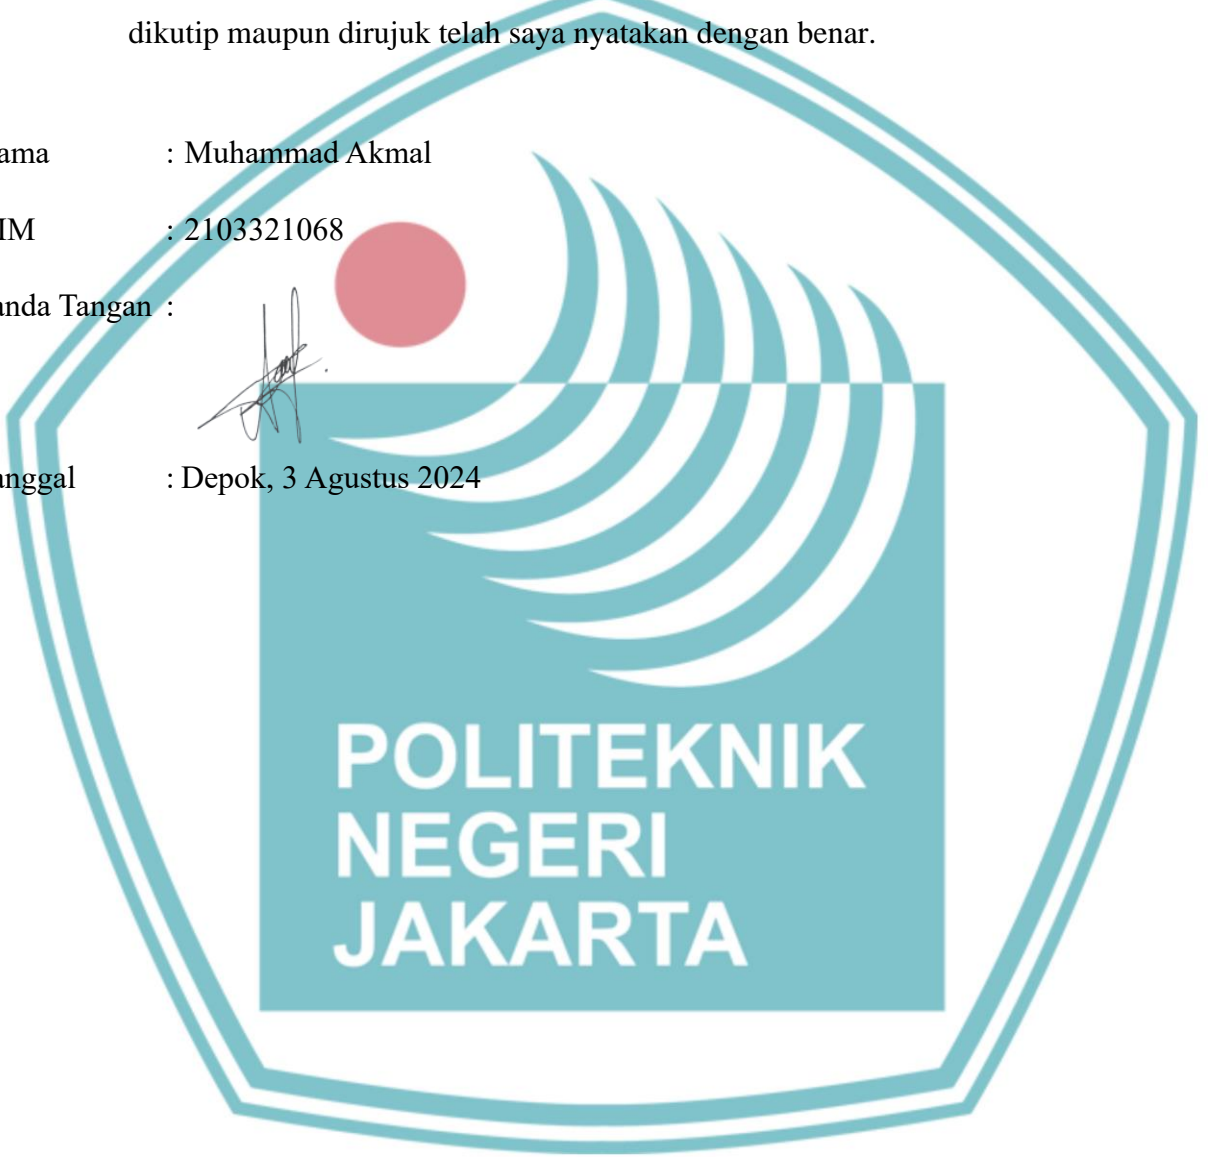 dikutip maupun dirujuk telah saya nyatakan dengan benar.
ama : Muhammad Akmal
IM : 2103321068
anda Tangan :
anggal : Depok, 3 Agustus 2024
POLITEKNIK
NEGERI
JAKARTA